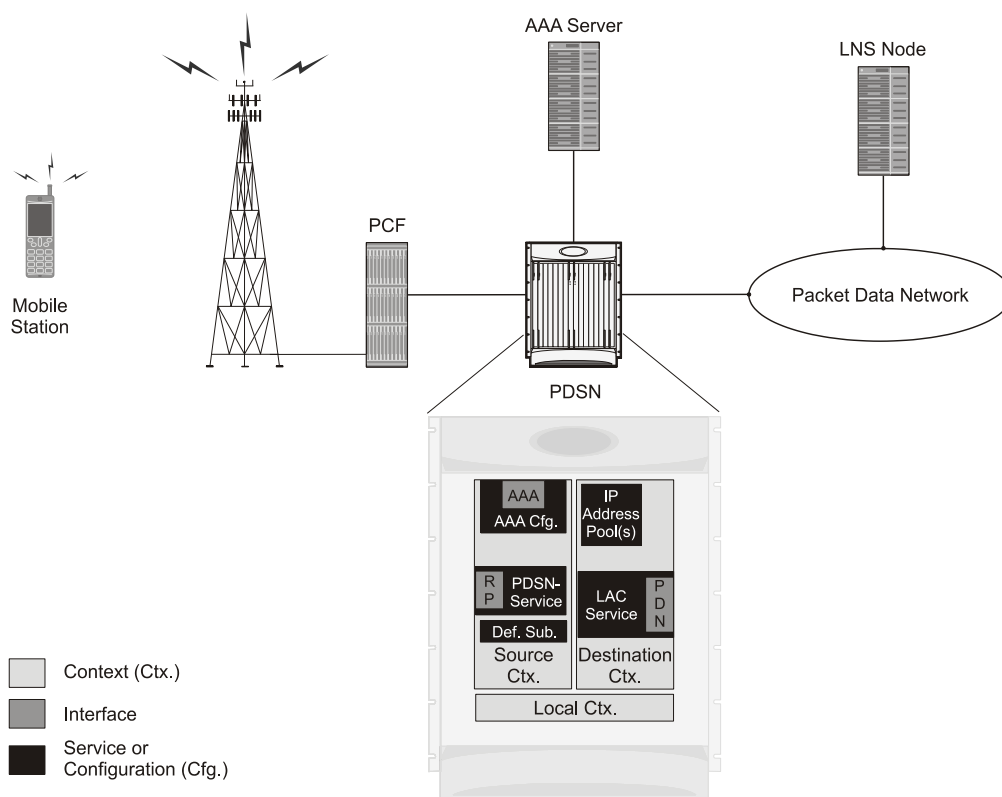 AAA Server
LNS Node
PCF
Mobile
Station
Packet Data Network
PDSN
AAA
AAA Cfg.
IP
Address
Pool(s)
R
P
PDSN-
Service
LAC
Service
P
D
N
Def. Sub.
Source
Ctx.
Destination
Ctx.
Local Ctx.
Context (Ctx.)
Interface
Service or
Configuration (Cfg.)